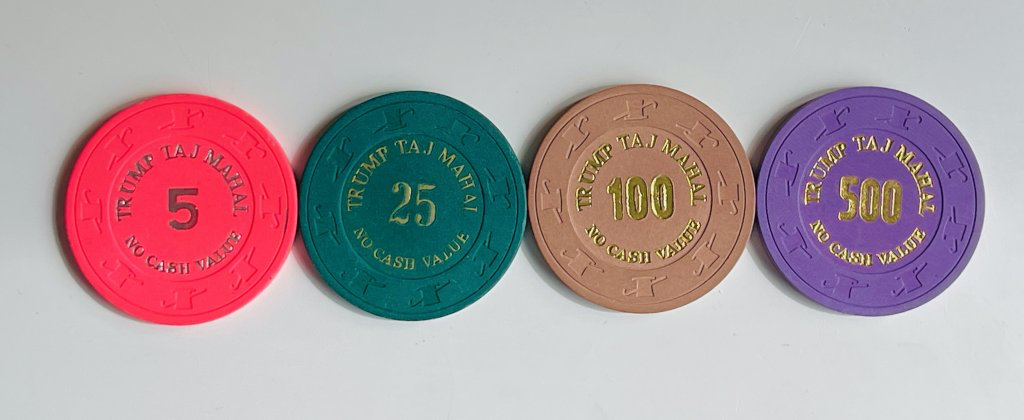 TRUMP TAJ MAHAL
5
NO CASH VALUE
TRUMP TAJ MAHAL
25
NO CASH VALUE
TRUMP TAJ MAHAL
100
NO CASH VALUE
TRUMP TAJ MAHAL
500
NO CASH VALUE